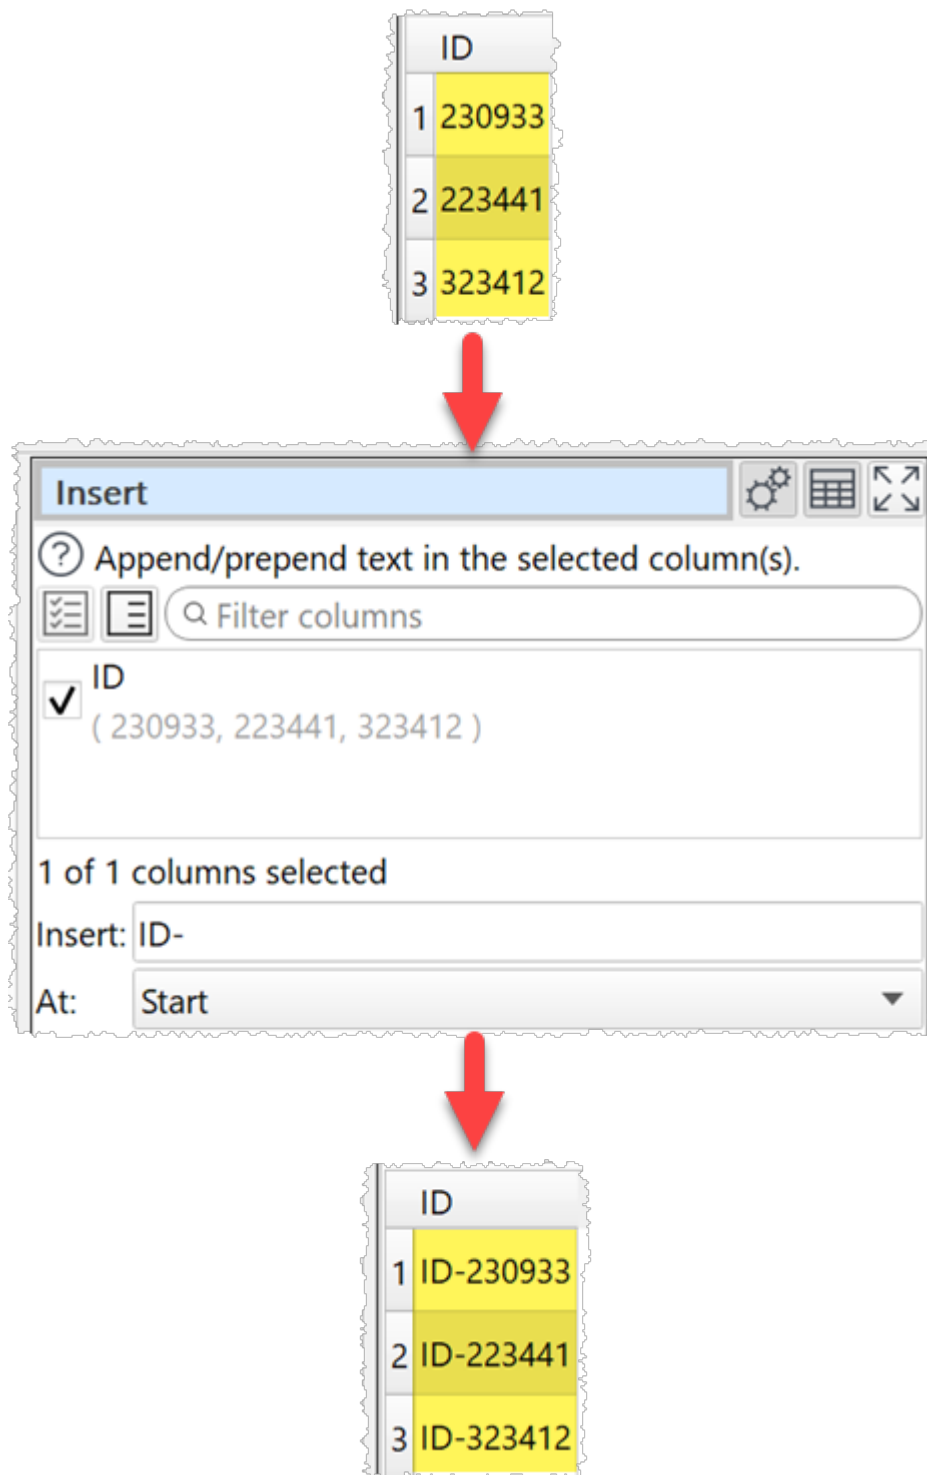 ID
1 230933
2 223441
3 323412
Insert
? Append/prepend text in the selected column(s).
Filter columns
ID
( 230933, 223441, 323412 )
1 of 1 columns selected
Insert: ID-
At: Start
ID
1 ID-230933
2 ID-223441
3 ID-323412